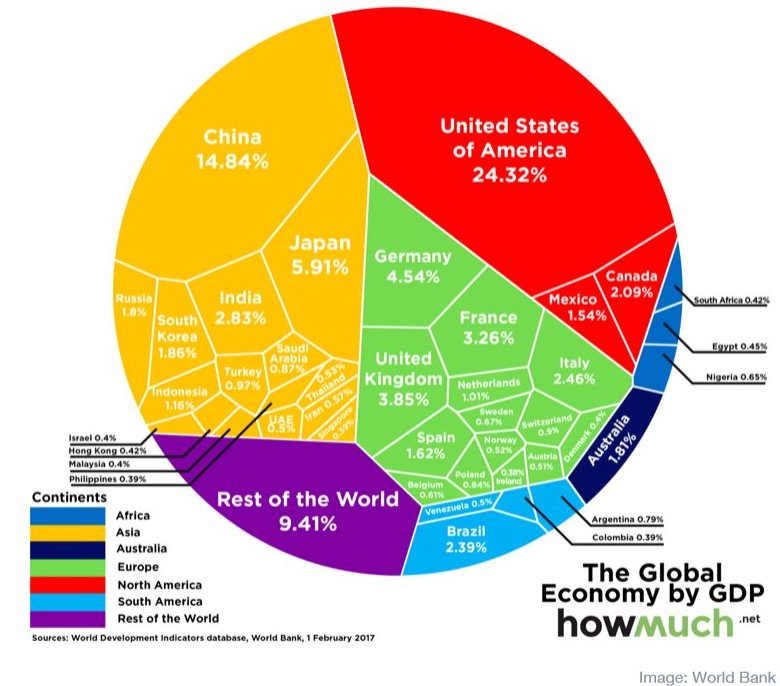 China
14.84%
United States
of America
24.32%
Japan
5.91%
Germany
4.54%
Russia
1.8%
South
Korea
1.86%
India
2.83%
France
3.26%
Mexico
1.54%
Canada
2.09%
South Africa 0.42%
Egypt 0.45%
Nigeria 0.65%
Saudi
Arabia
0.87%
Turkey
0.97%
0.53%
Thailand
Iran 0.57%
Singapore
Indonesia
1.16%
UAE
0.5%
United
Kingdom
3.85%
Netherlands
1.01%
Italy
2.46%
Sweden
0.67%
Switzerland
0.9%
Denmark 0.4%
Australia
1.81%
Spain
1.62%
Norway
0.52%
Austria
0.51%
0.38%
Ireland
Poland
0.64%
Belgium
0.61%
Israel 0.4%
Hong Kong 0.42%
Malaysia 0.4%
Philippines 0.39%
Rest of the World
9.41%
Venezuela 0.5%
Brazil
2.39%
Argentina 0.79%
Colombia 0.39%
Continents
Africa
Asia
Australia
Europe
North America
South America
Rest of the World
Sources: World Development Indicators database, World Bank, 1 February 2017
The Global
Economy by GDP
howmuch.net
Image: World Bank